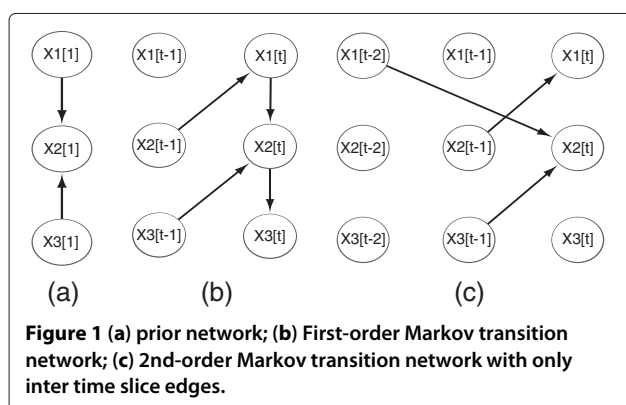 X1[1] X1[t-1] X1[t] X1[t-2] X1[t-1] X1[t]
X2[1] X2[t-1] X2[t] X2[t-2] X2[t-1] X2[t]
X3[1] X3[t-1] X3[t] X3[t-2] X3[t-1] X3[t]
(a) (b) (c)
Figure 1 (a) prior network; (b) First-order Markov transition
network; (c) 2nd-order Markov transition network with only
inter time slice edges.